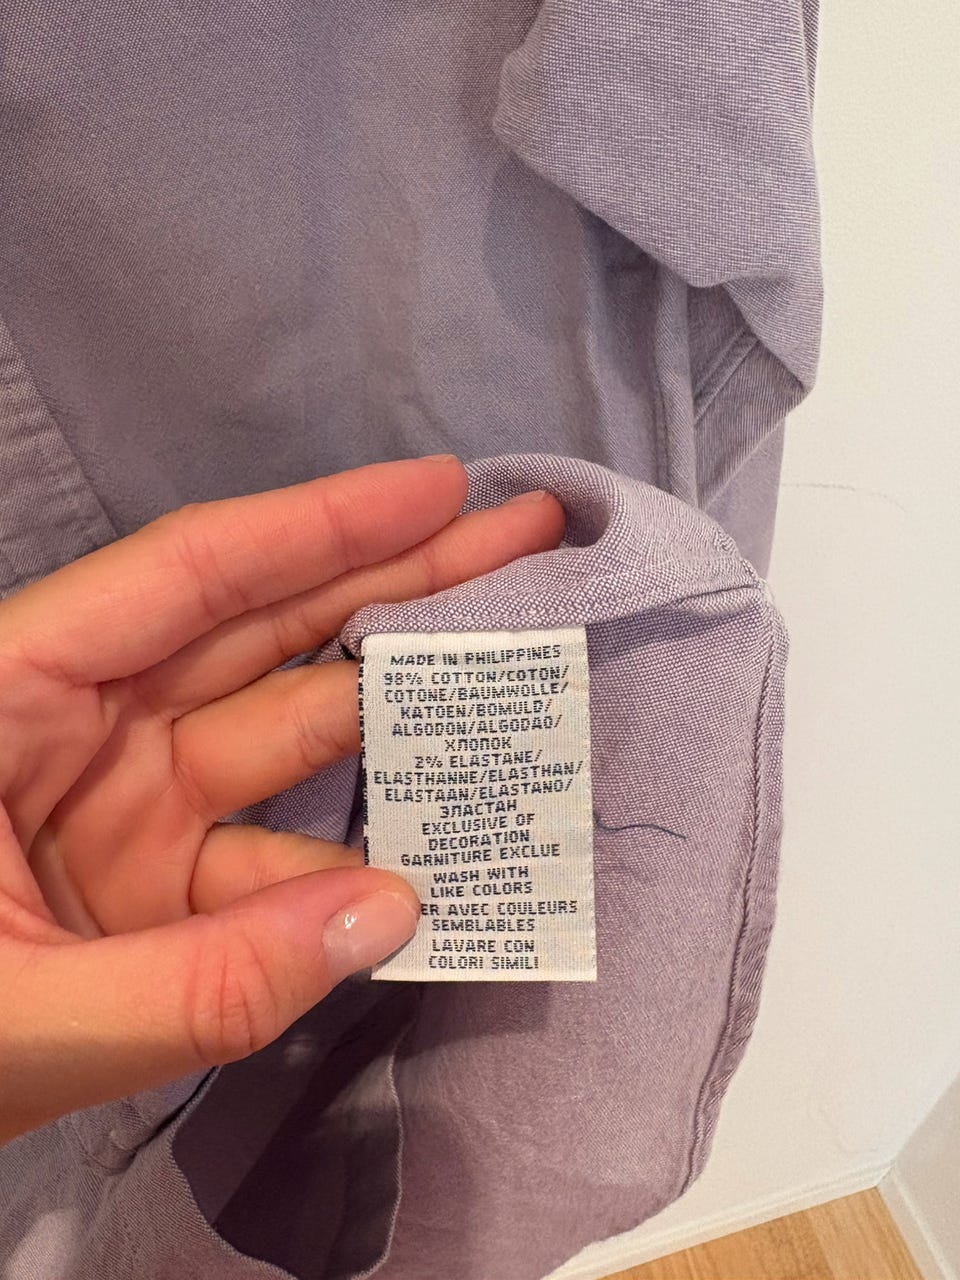 MADE IN PHILIPPINES
98% COTTON/COTON/
COTONE/BAUMWOLLE/
KATOEN/BOMULD/
ALGODON/ALGODAO/
ХЛОПОК
2% ELASTANE/
ELASTHANNE/ELASTHAN/
ELASTAAN/ELASTANO/
ЭЛАСТАН
EXCLUSIVE OF
DECORATION
GARNITURE EXCLUE
WASH WITH
LIKE COLORS
ER AVEC COULEURS
SEMBLABLES
LAVARE CON
COLORI SIMILI